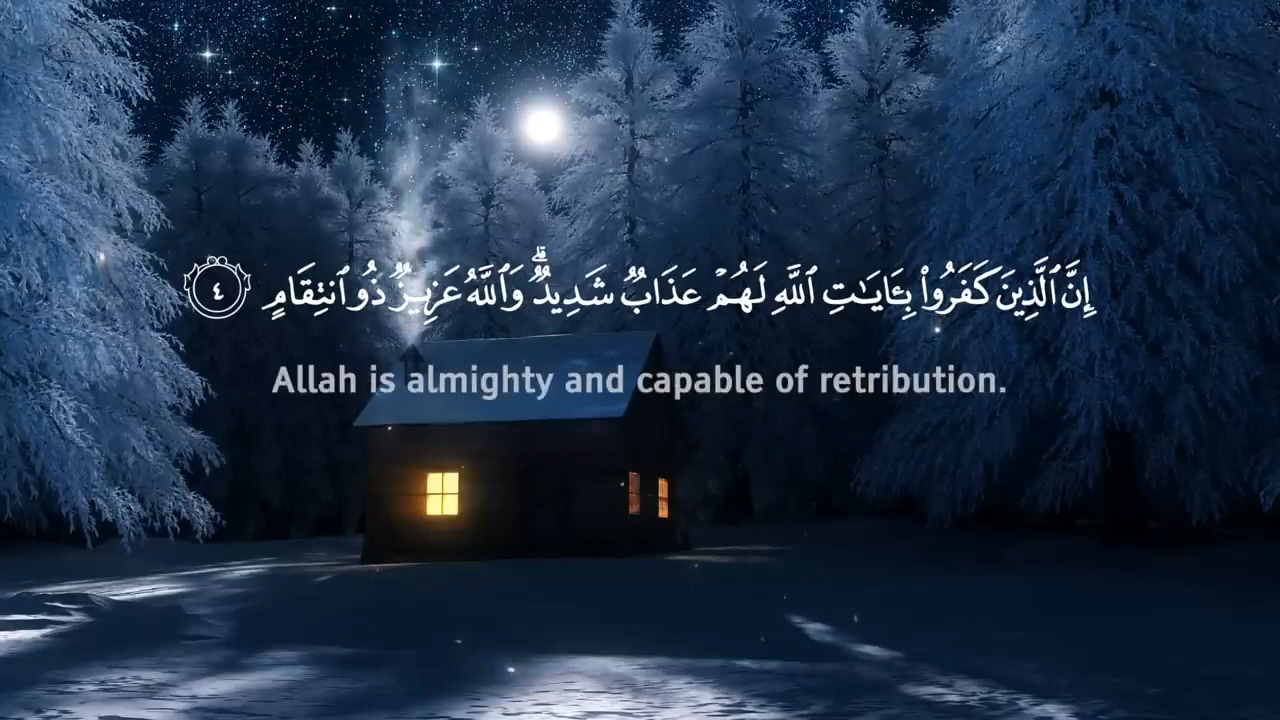 إِنَّ ٱلَّذِينَ كَفَرُوا۟ بِـَٔايَـٰتِ ٱللَّهِ لَهُمْ عَذَابٌ شَدِيدٌ ۗ وَٱللَّهُ عَزِيزٌ ذُو ٱنتِقَامٍ ٤
Allah is almighty and capable of retribution.